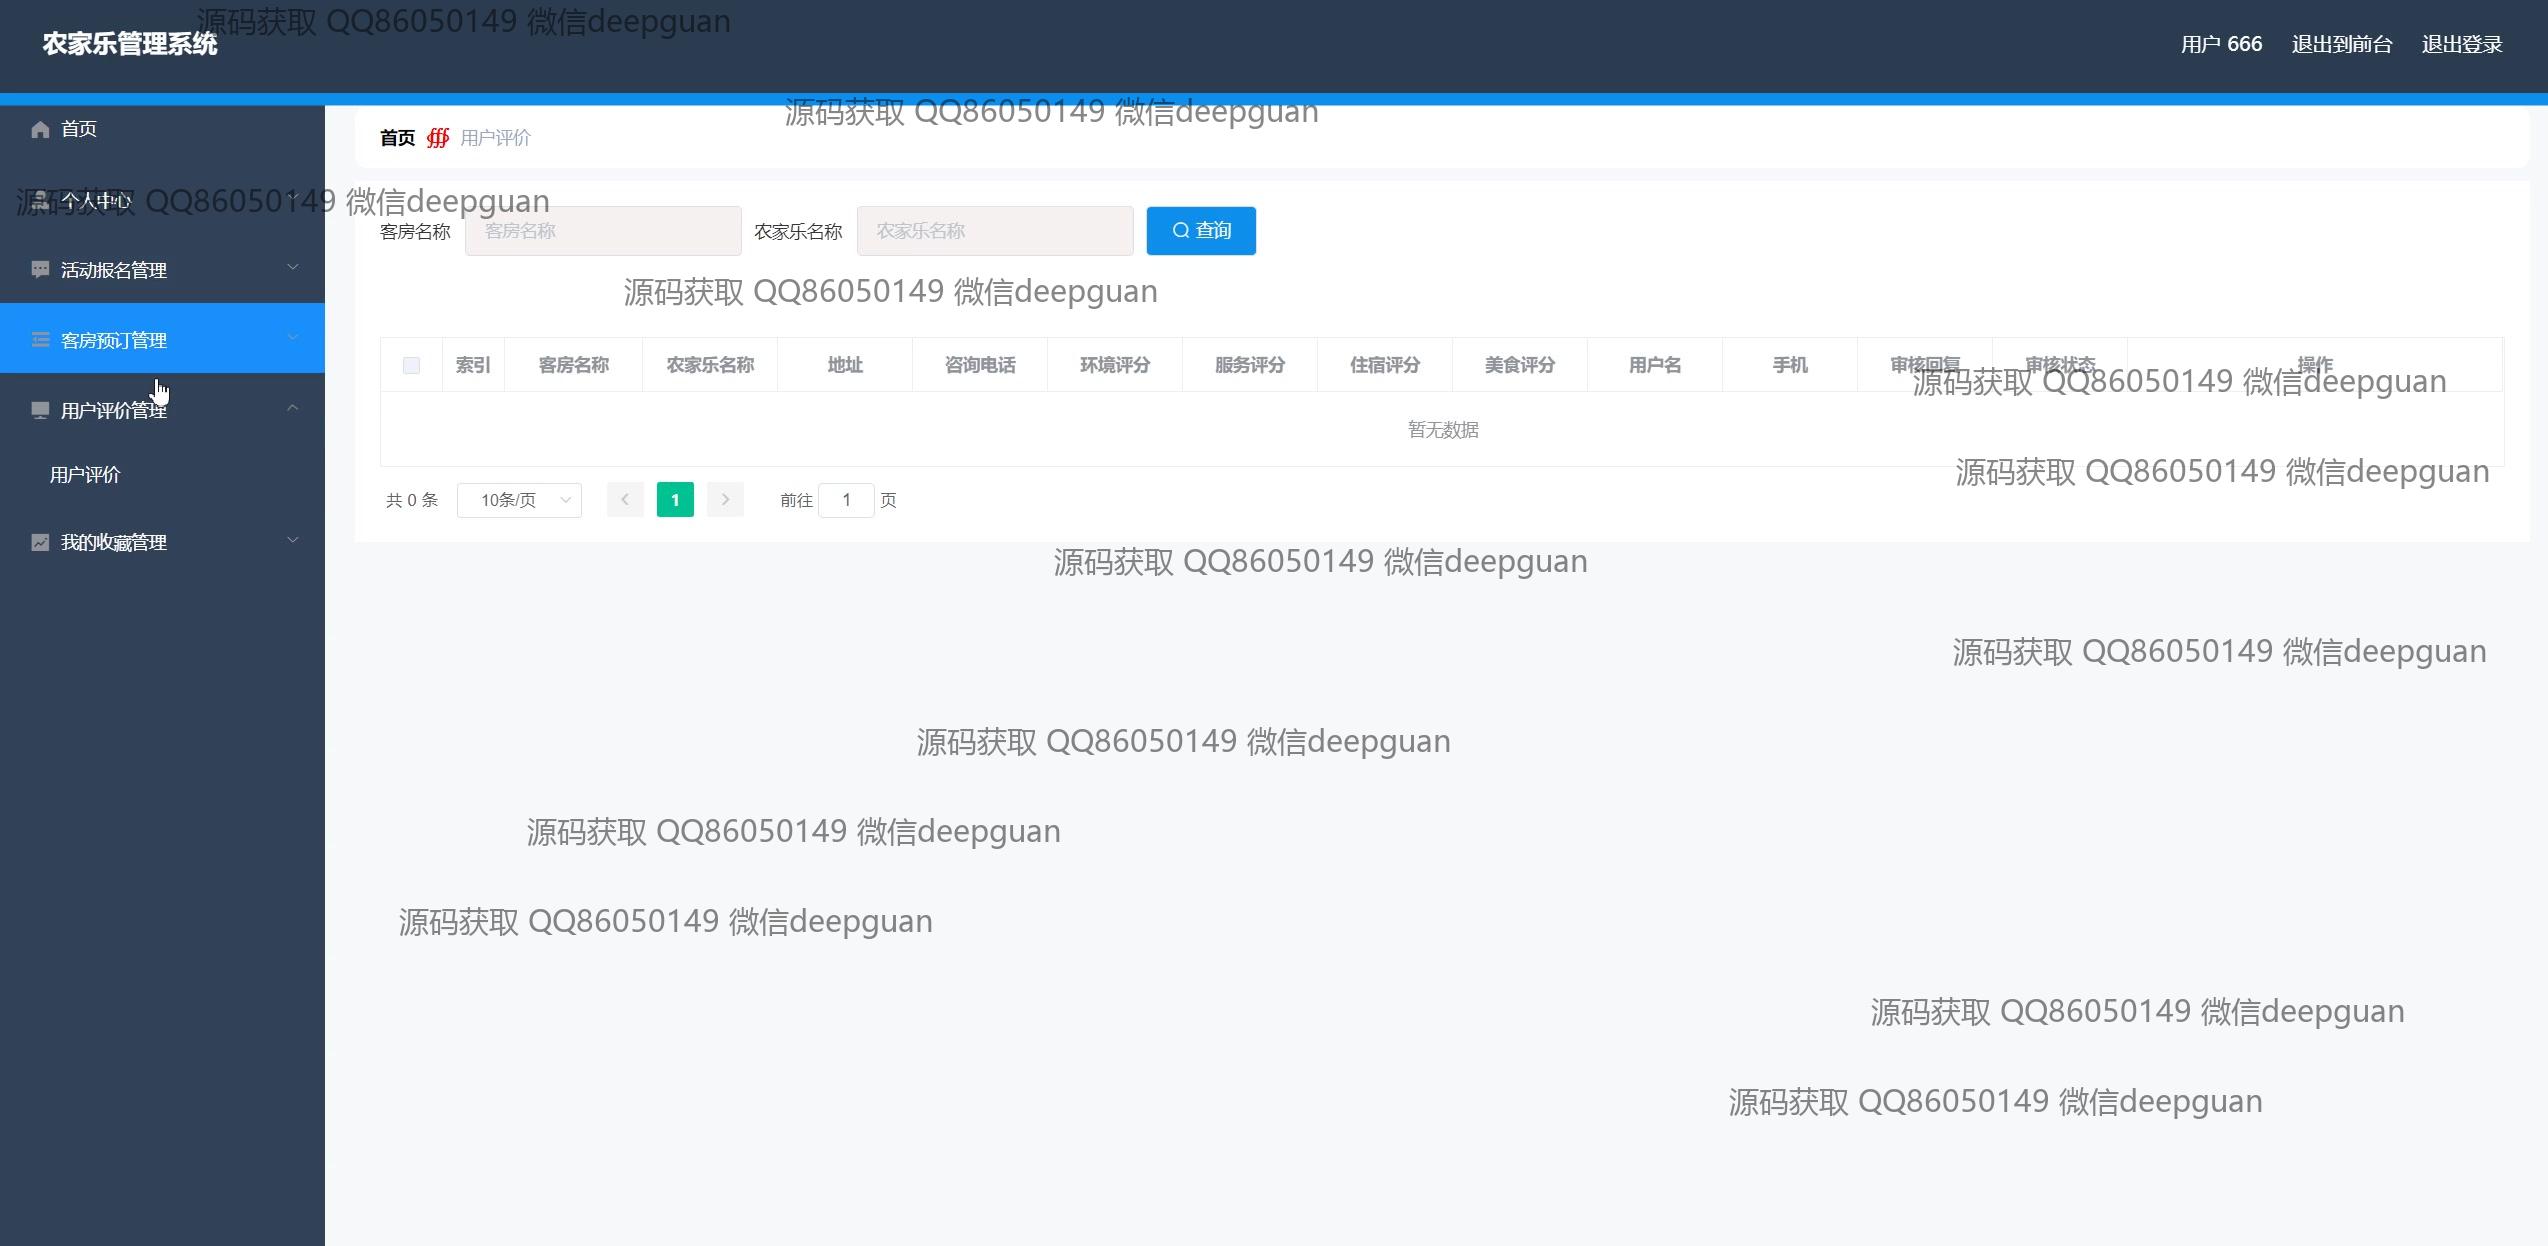 源码获取 QQ86050149 微信deepguan
农家乐管理系统
用户 666 退出到前台 退出登录
源码获取 QQ86050149 微信deepguan
首页
首页 用户评价
源码获取 QQ86050149 微信deepguan
个人中心
客房名称 客房名称 农家乐名称 农家乐名称 查询
活动报名管理
源码获取 QQ86050149 微信deepguan
客房预订管理
索引 客房名称 农家乐名称 地址 咨询电话 环境评分 服务评分 住宿评分 美食评分 用户名 手机 审核回复 审核状态 操作
源码获取 QQ86050149 微信deepguan
用户评价管理
暂无数据
用户评价
源码获取 QQ86050149 微信deepguan
共 0 条 10条/页 1 前往 1 页
我的收藏管理
源码获取 QQ86050149 微信deepguan
源码获取 QQ86050149 微信deepguan
源码获取 QQ86050149 微信deepguan
源码获取 QQ86050149 微信deepguan
源码获取 QQ86050149 微信deepguan
源码获取 QQ86050149 微信deepguan
源码获取 QQ86050149 微信deepguan